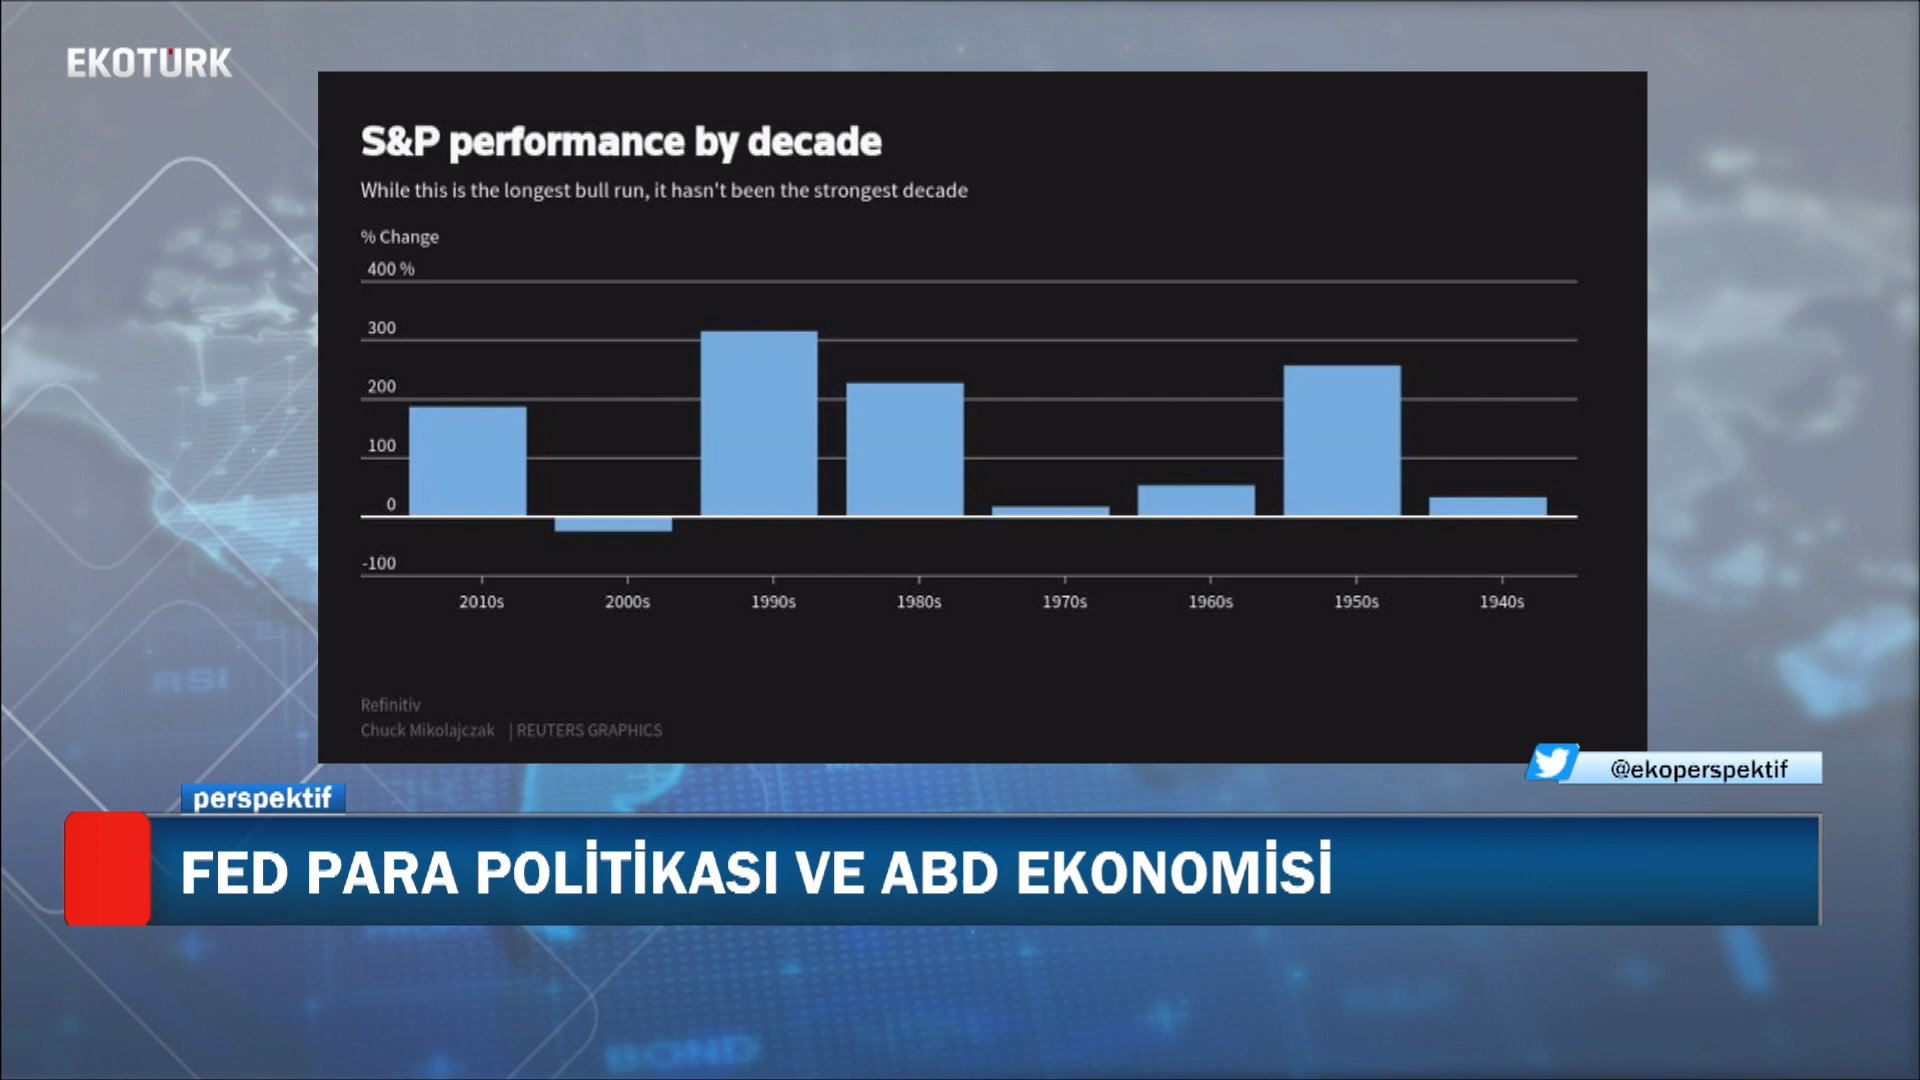 EKOTÜRK
S&P performance by decade
While this is the longest bull run, it hasn't been the strongest decade
% Change
400 %
300
200
100
0
-100
2010s 2000s 1990s 1980s 1970s 1960s 1950s 1940s
Refinitiv
Chuck Mikolajczak | REUTERS GRAPHICS
RSI
@ekoperspektif
perspektif
FED PARA POLİTİKASI VE ABD EKONOMİSİ
BOND